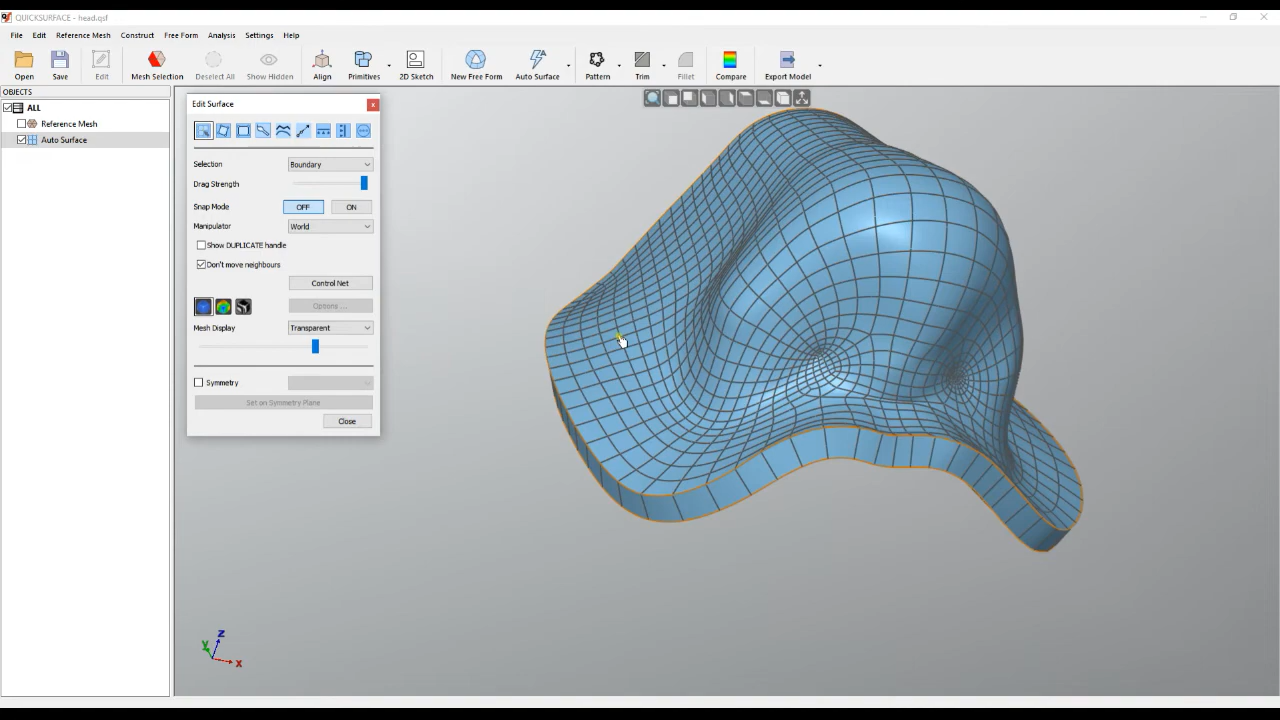 QUICKSURFACE - head.qsf
File Edit Reference Mesh Construct Free Form Analysis Settings Help
Open Save Edit Mesh Selection Deselect All Show Hidden Align Primitives 2D Sketch New Free Form Auto Surface Pattern Trim Fillet Compare Export Model
OBJECTS
ALL
Reference Mesh
Auto Surface
Edit Surface
x
Selection Boundary
Drag Strength
Snap Mode OFF ON
Manipulator World
Show DUPLICATE handle
Don't move neighbours
Control Net
Options ...
Mesh Display Transparent
Symmetry
Set on Symmetry Plane
Close
Z
Y
X